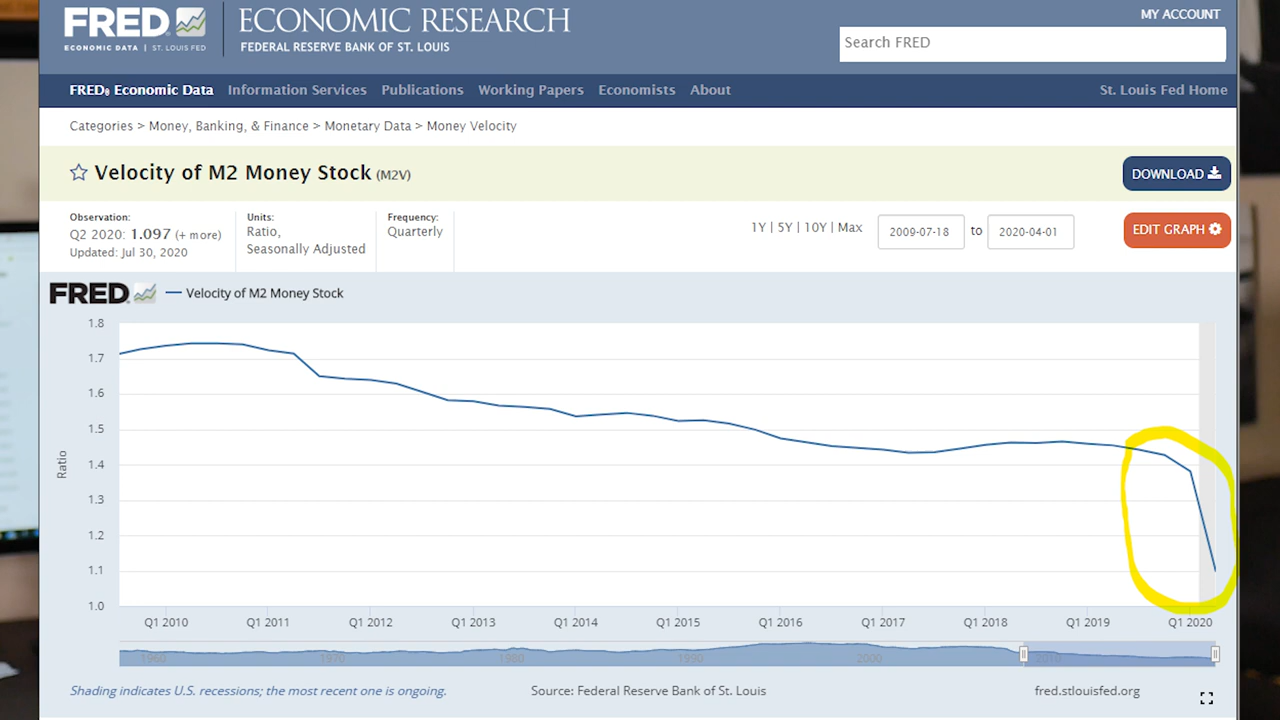 FRED
ECONOMIC DATA | ST. LOUIS FED
ECONOMIC RESEARCH
FEDERAL RESERVE BANK OF ST. LOUIS
MY ACCOUNT
Search FRED
FRED® Economic Data Information Services Publications Working Papers Economists About St. Louis Fed Home
Categories > Money, Banking, & Finance > Monetary Data > Money Velocity
Velocity of M2 Money Stock (M2V)
DOWNLOAD
Observation:
Q2 2020: 1.097 (+ more)
Updated: Jul 30, 2020
Units:
Ratio,
Seasonally Adjusted
Frequency:
Quarterly
1Y | 5Y | 10Y | Max
2009-07-18 to 2020-04-01
EDIT GRAPH
FRED
Velocity of M2 Money Stock
1.8
1.7
1.6
1.5
1.4
1.3
1.2
1.1
1.0
Ratio
Q1 2010 Q1 2011 Q1 2012 Q1 2013 Q1 2014 Q1 2015 Q1 2016 Q1 2017 Q1 2018 Q1 2019 Q1 2020
1960 1970 1980 1990 2000 2010
Shading indicates U.S. recessions; the most recent one is ongoing.
Source: Federal Reserve Bank of St. Louis
fred.stlouisfed.org